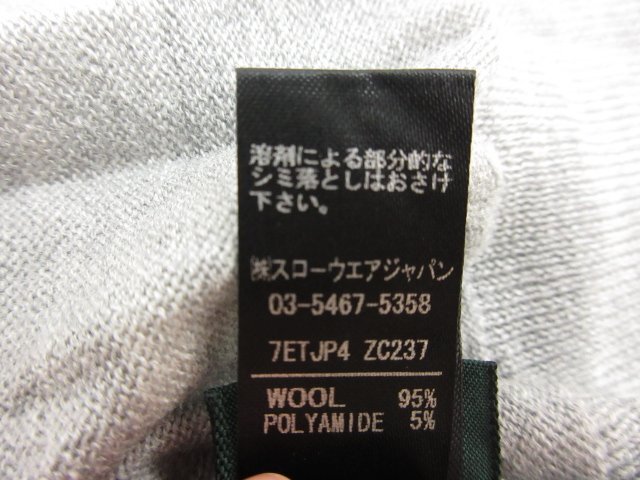 溶剤による部分的な
シミ落としはおさけ
下さい。
㈱スローウエアジャパン
03-5467-5358
7ETJP4 ZC237
WOOL 95%
POLYAMIDE 5%